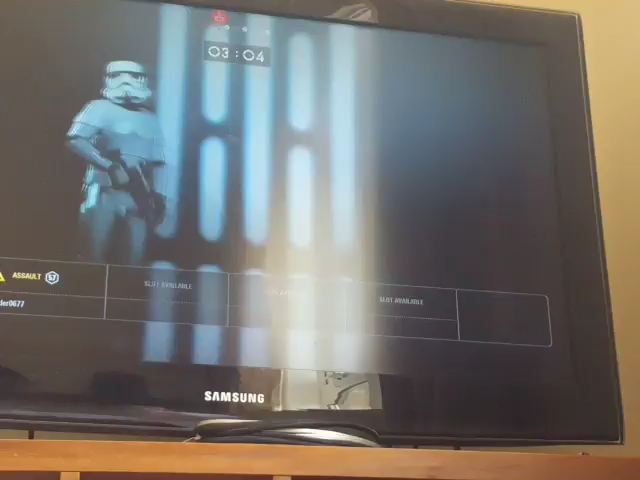 03:04
ASSAULT 57
SLOT AVAILABLE
SLOT AVAILABLE
der0677
SAMSUNG